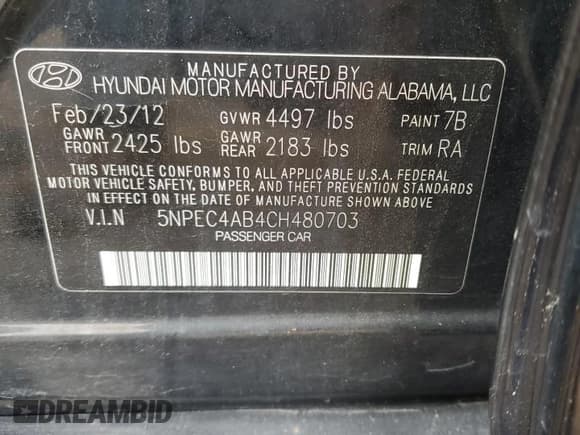 MANUFACTURED BY
HYUNDAI MOTOR MANUFACTURING ALABAMA, LLC
Feb/23/12 GVWR 4497 lbs PAINT 7B
GAWR FRONT 2425 lbs GAWR REAR 2183 lbs TRIM RA
THIS VEHICLE CONFORMS TO ALL APPLICABLE U.S.A. FEDERAL
MOTOR VEHICLE SAFETY, BUMPER, AND THEFT PREVENTION STANDARDS
IN EFFECT ON THE DATE OF MANUFACTURE SHOWN ABOVE.
V.I.N 5NPEC4AB4CH480703
PASSENGER CAR
DREAMBID